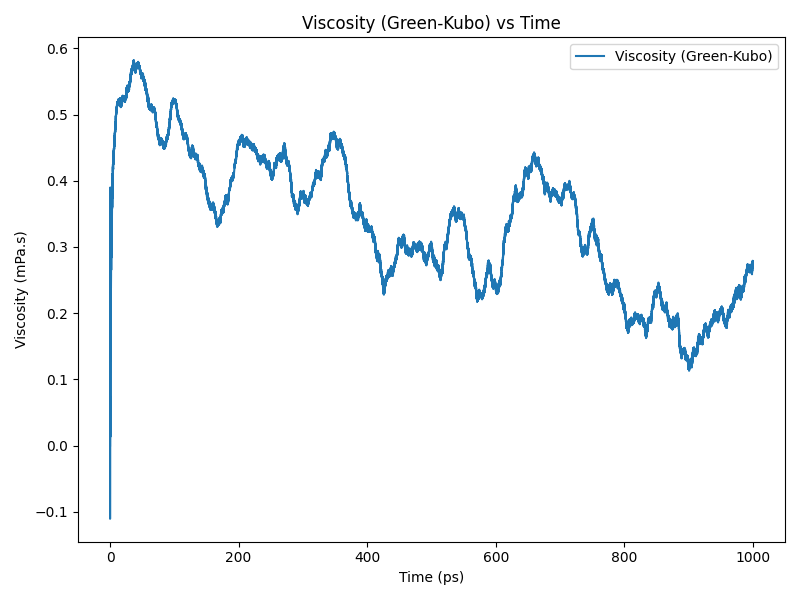 Viscosity (Green-Kubo) vs Time
Viscosity (Green-Kubo)
0.6
0.5
0.4
0.3
0.2
0.1
0.0
−0.1
Viscosity (mPa.s)
0 200 400 600 800 1000
Time (ps)